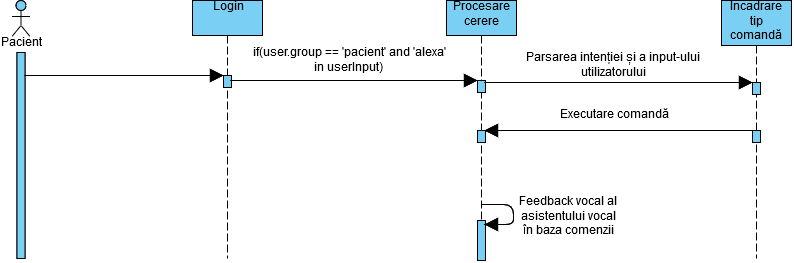 Pacient
Login
Procesare
cerere
Incadrare
tip
comandă
if(user.group == 'pacient' and 'alexa'
in userInput)
Parsarea intenției și a input-ului
utilizatorului
Executare comandă
Feedback vocal al
asistentului vocal
în baza comenzii